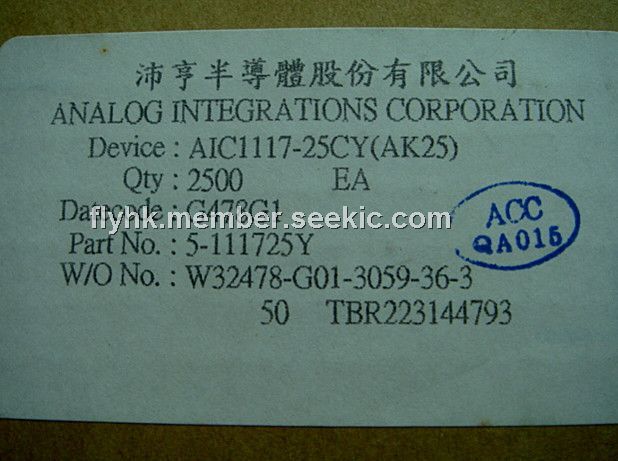 沛亨半導體股份有限公司
ANALOG INTEGRATIONS CORPORATION
Device : AIC1117-25CY(AK25)
Qty : 2500 EA
Datecode : G473G1
flyhk.member.seekic.com
Part No. : 5-111725Y
W/O No. : W32478-G01-3059-36-3
50 TBR223144793
ACC
QA015